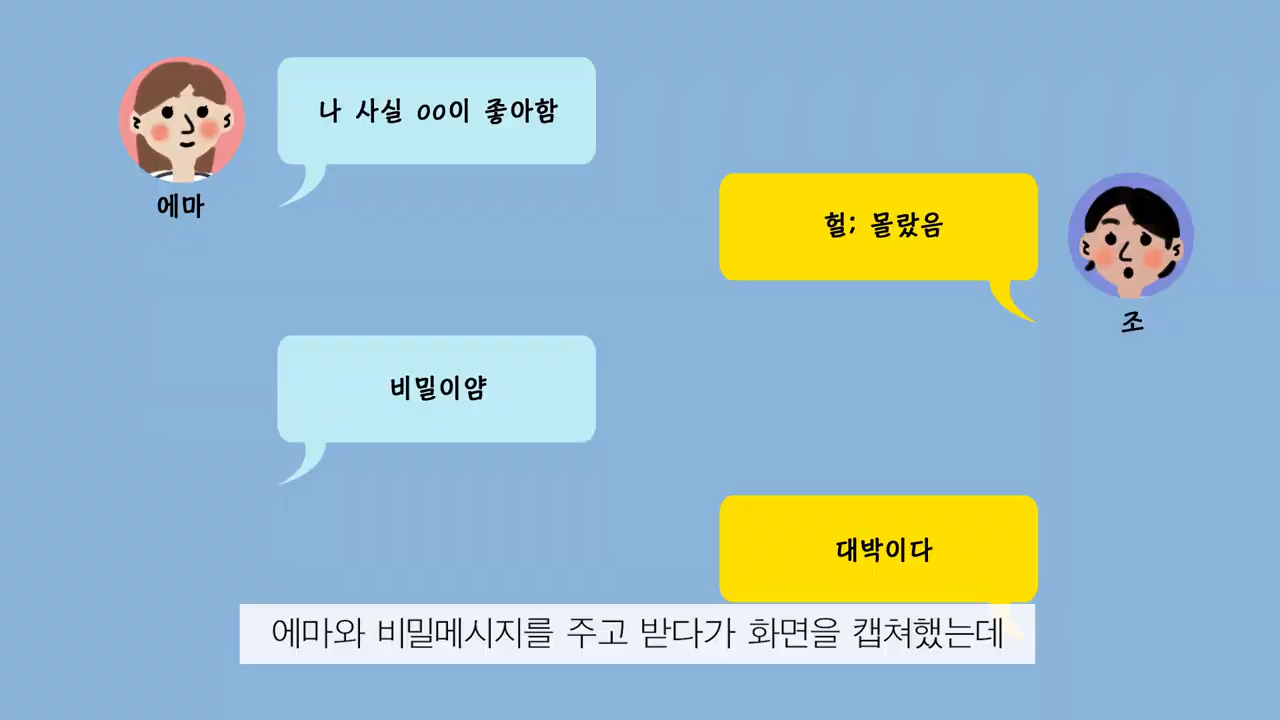 나 사실 oo이 좋아함
에마
헐; 몰랐음
조
비밀이얌
대박이다
에마와 비밀메시지를 주고 받다가 화면을 캡쳐했는데